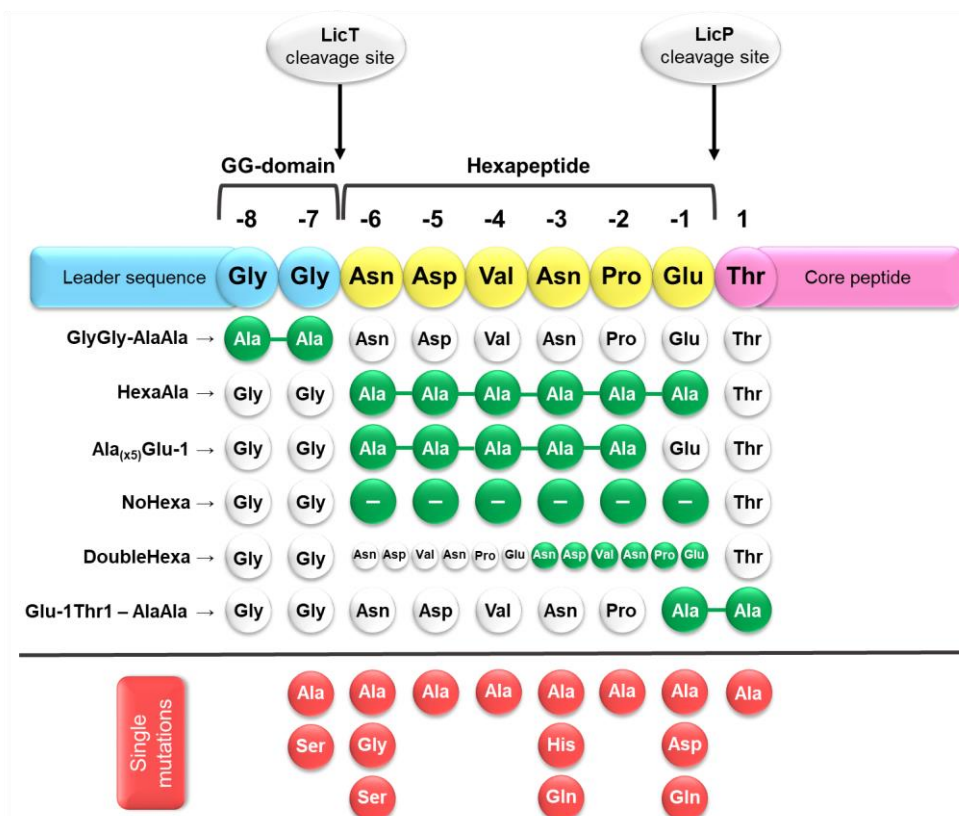 LicT
cleavage site
LicP
cleavage site
GG-domain
Hexapeptide
-8 -7 -6 -5 -4 -3 -2 -1 1
Leader sequence Gly Gly Asn Asp Val Asn Pro Glu Thr Core peptide
GlyGly-AlaAla → Ala Ala Asn Asp Val Asn Pro Glu Thr
HexaAla → Gly Gly Ala Ala Ala Ala Ala Ala Thr
Ala(x5)Glu-1 → Gly Gly Ala Ala Ala Ala Ala Glu Thr
NoHexa → Gly Gly – – – – – – Thr
DoubleHexa → Gly Gly Asn Asp Val Asn Pro Glu Asn Asp Val Asn Pro Glu Thr
Glu-1Thr1 – AlaAla → Gly Gly Asn Asp Val Asn Pro Ala Ala
Single
mutations
Ala Ala Ala Ala Ala Ala Ala Ala
Ser Gly His Asp
Ser Gln Gln